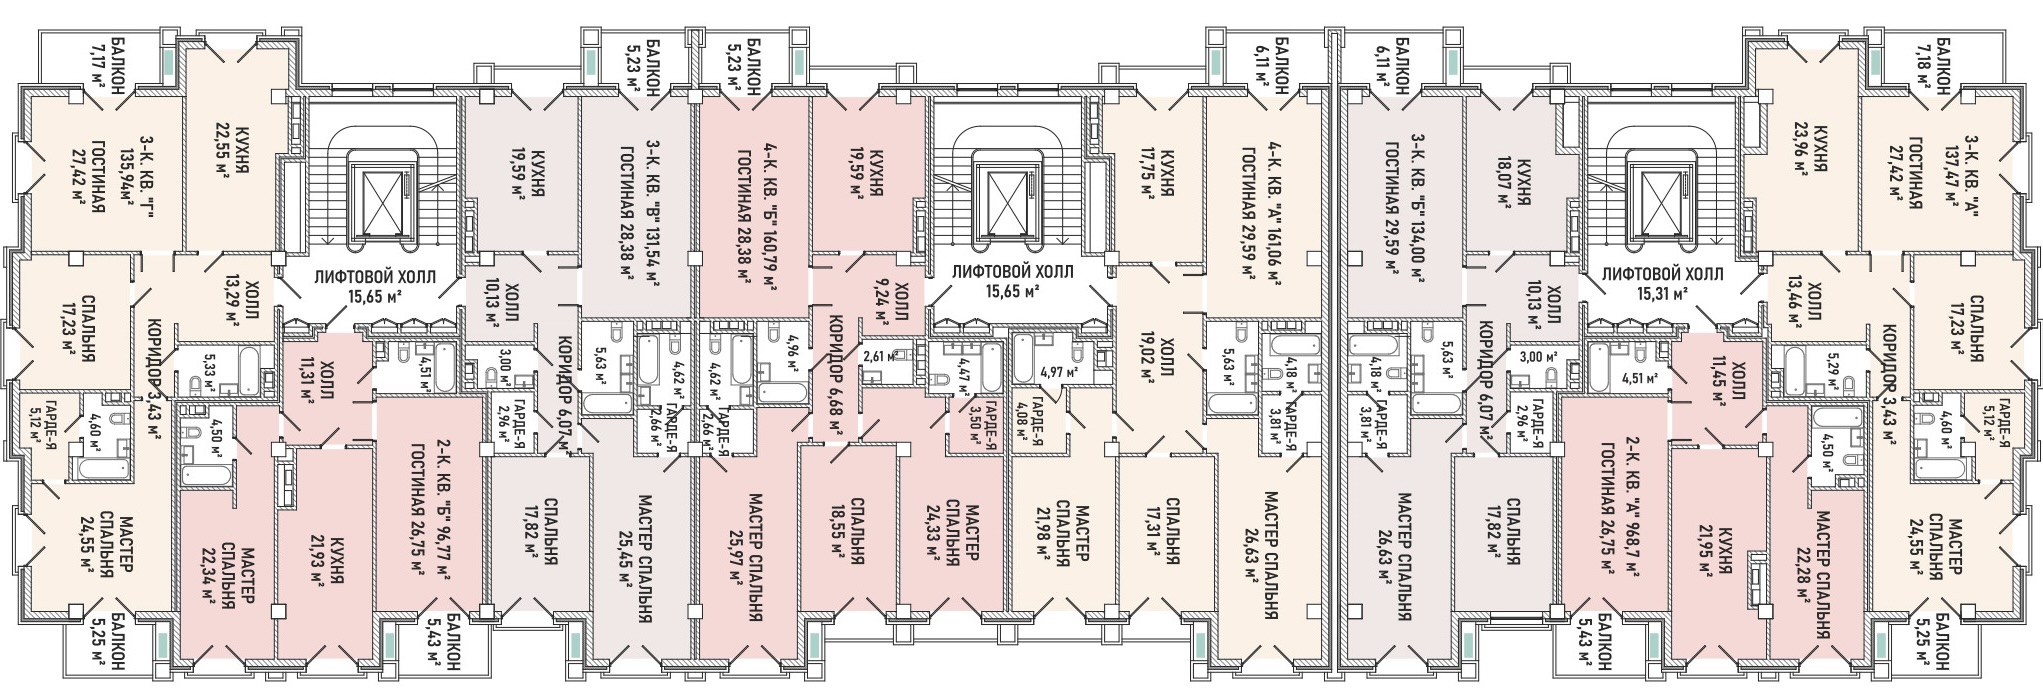 БАЛКОН
7,17 м²
3-К. КВ. "Г"
135,94м²
ГОСТИНАЯ
27,42 м²
КУХНЯ
22,55 м²
СПАЛЬНЯ
17,23 м²
КОРИДОР 3,43 м²
ХОЛЛ
13,29 м²
5,33 м²
ГАРДЕ-Я
5,12 м²
4,60 м²
МАСТЕР
СПАЛЬНЯ
24,55 м²
БАЛКОН
5,25 м²
ЛИФТОВОЙ ХОЛЛ
15,65 м²
ХОЛЛ
11,31 м²
4,51 м²
4,50 м²
МАСТЕР
СПАЛЬНЯ
22,34 м²
КУХНЯ
21,93 м²
2-К. КВ. "Б" 96,77 м²
ГОСТИНАЯ 26,75 м²
БАЛКОН
5,43 м²
КУХНЯ
19,59 м²
БАЛКОН
5,23 м²
3-К. КВ. "В" 131,54 м²
ГОСТИНАЯ 28,38 м²
ХОЛЛ
10,13 м²
КОРИДОР 6,07 м²
3,00 м²
ГАРДЕ-Я
2,96 м²
5,63 м²
4,62 м²
ГАРДЕ-Я
2,66 м²
СПАЛЬНЯ
17,82 м²
МАСТЕР СПАЛЬНЯ
25,45 м²
БАЛКОН
5,23 м²
4-К. КВ. "Б" 160,79 м²
ГОСТИНАЯ 28,38 м²
КУХНЯ
19,59 м²
ХОЛЛ
9,24 м²
КОРИДОР 6,68 м²
4,62 м²
4,96 м²
2,61 м²
4,47 м²
ГАРДЕ-Я
2,66 м²
ГАРДЕ-Я
3,50 м²
МАСТЕР СПАЛЬНЯ
25,97 м²
СПАЛЬНЯ
18,55 м²
МАСТЕР
СПАЛЬНЯ
24,33 м²
ЛИФТОВОЙ ХОЛЛ
15,65 м²
КУХНЯ
17,75 м²
БАЛКОН
6,11 м²
4-К. КВ. "А" 161,06 м²
ГОСТИНАЯ 29,59 м²
ХОЛЛ
19,02 м²
4,97 м²
ГАРДЕ-Я
4,08 м²
5,63 м²
4,18 м²
ГАРДЕ-Я
3,81 м²
МАСТЕР
СПАЛЬНЯ
21,98 м²
СПАЛЬНЯ
17,31 м²
МАСТЕР СПАЛЬНЯ
26,63 м²
БАЛКОН
6,11 м²
3-К. КВ. "Б" 134,00 м²
ГОСТИНАЯ 29,59 м²
КУХНЯ
18,07 м²
ХОЛЛ
10,13 м²
КОРИДОР 6,07 м²
4,18 м²
5,63 м²
3,00 м²
ГАРДЕ-Я
3,81 м²
ГАРДЕ-Я
2,96 м²
МАСТЕР СПАЛЬНЯ
26,63 м²
СПАЛЬНЯ
17,82 м²
ЛИФТОВОЙ ХОЛЛ
15,31 м²
4,51 м²
ХОЛЛ
11,45 м²
2-К. КВ. "А" 968,7 м²
ГОСТИНАЯ 26,75 м²
БАЛКОН
5,43 м²
КУХНЯ
21,95 м²
4,50 м²
МАСТЕР СПАЛЬНЯ
22,28 м²
КУХНЯ
23,96 м²
БАЛКОН
7,18 м²
3-К. КВ. "А"
137,47 м²
ГОСТИНАЯ
27,42 м²
ХОЛЛ
13,46 м²
КОРИДОР 3,43 м²
СПАЛЬНЯ
17,23 м²
5,29 м²
4,60 м²
ГАРДЕ-Я
5,12 м²
МАСТЕР
СПАЛЬНЯ
24,55 м²
БАЛКОН
5,25 м²